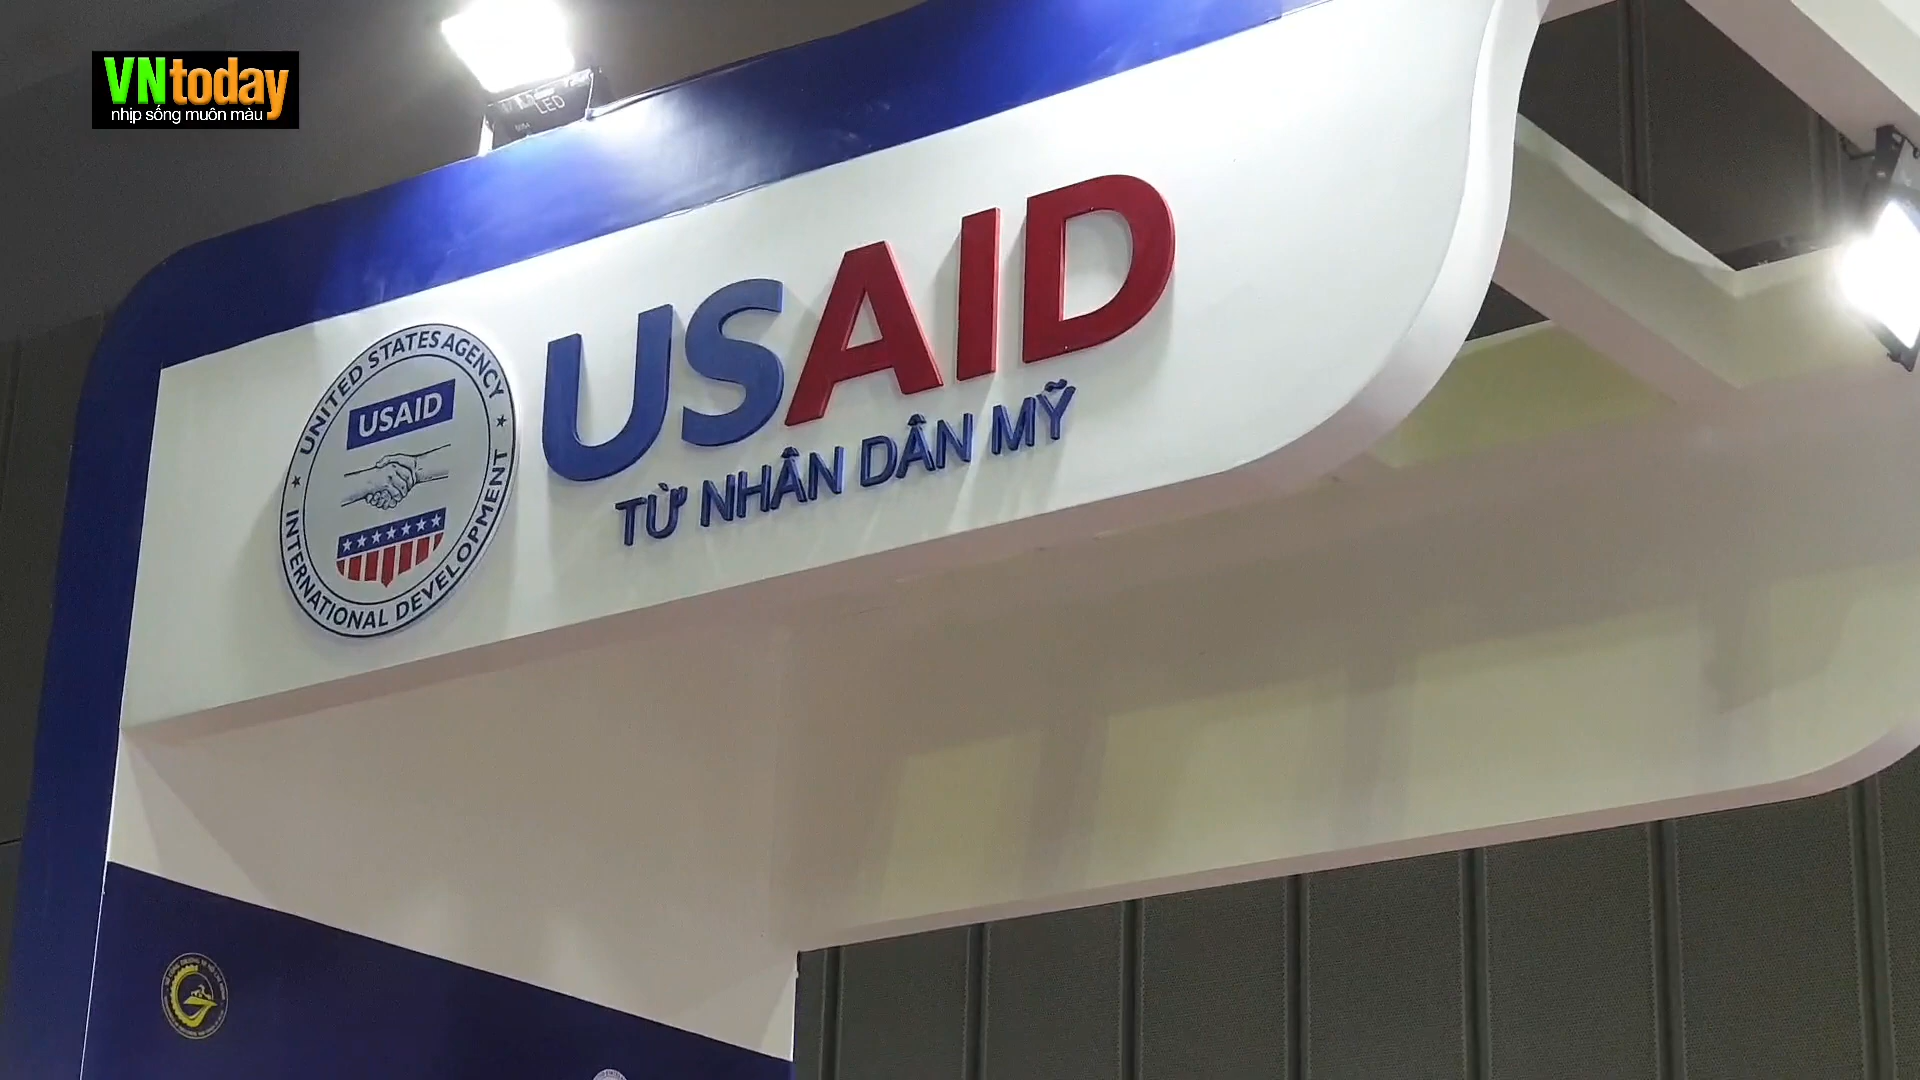 VNtoday
nhịp sống muôn màu
LED
UNITED STATES AGENCY
USAID
INTERNATIONAL DEVELOPMENT
USAID
TỪ NHÂN DÂN MỸ